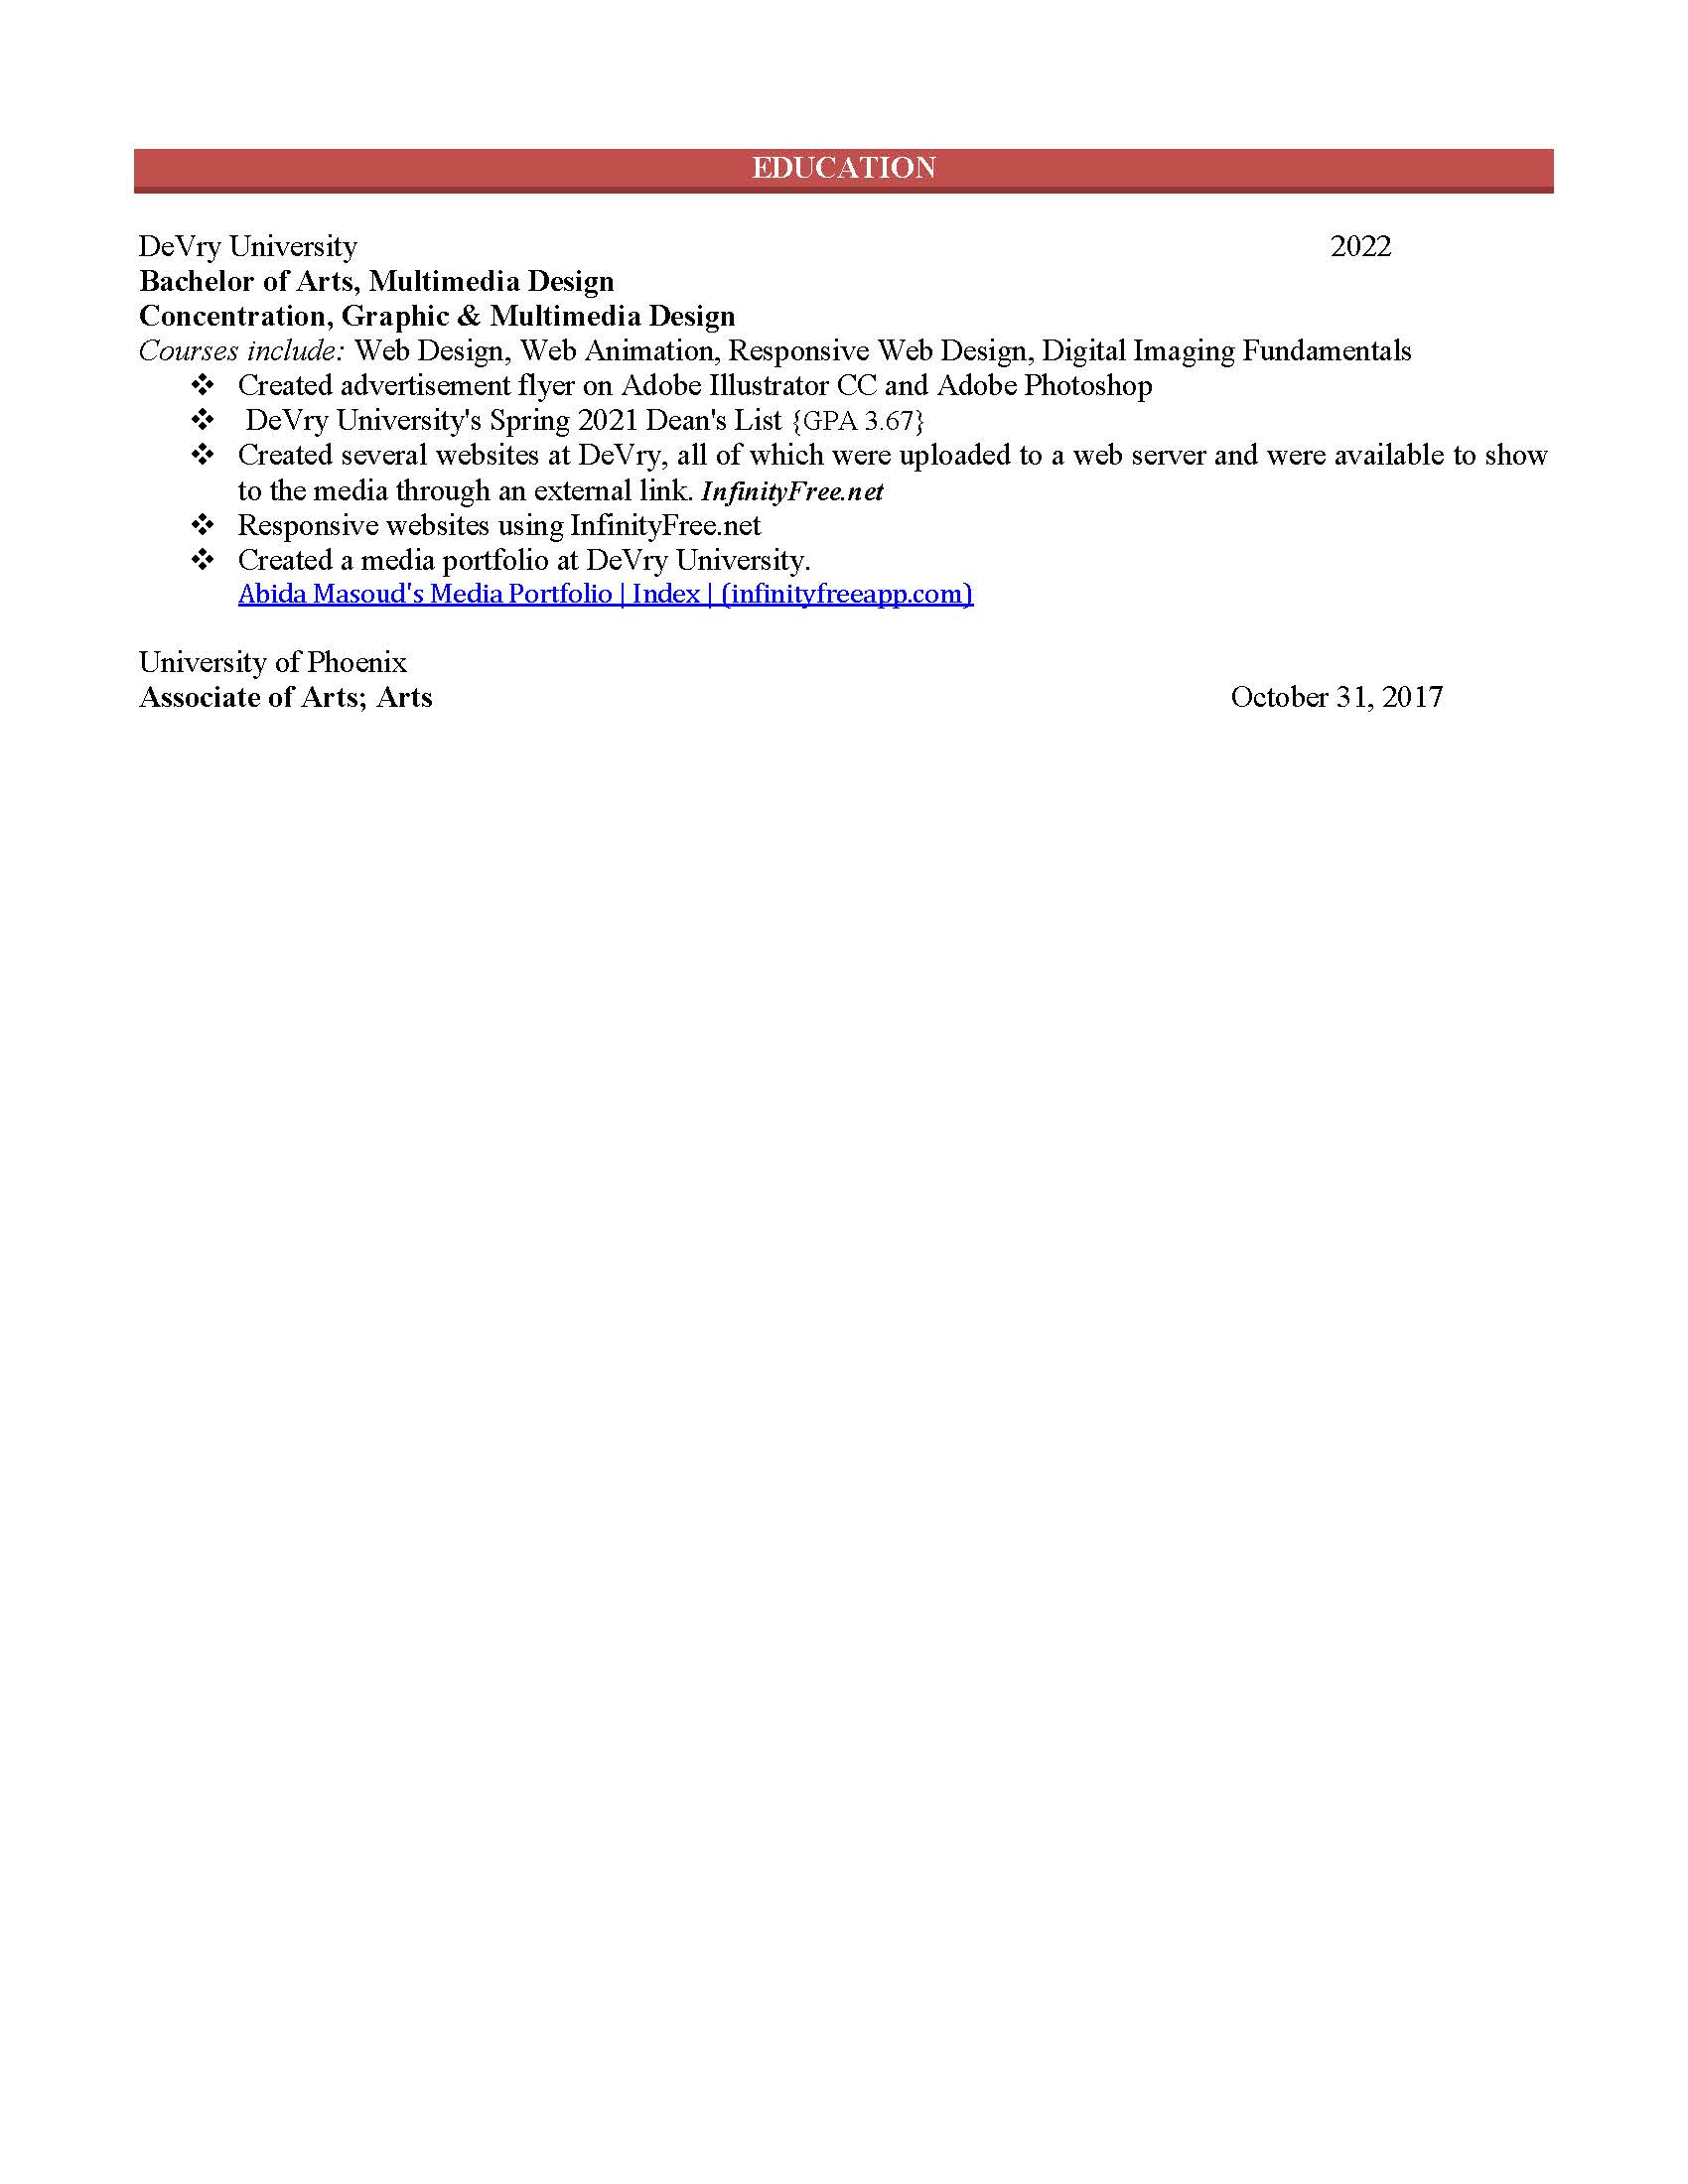 EDUCATION
DeVry University 2022
Bachelor of Arts, Multimedia Design
Concentration, Graphic & Multimedia Design
Courses include: Web Design, Web Animation, Responsive Web Design, Digital Imaging Fundamentals
❖ Created advertisement flyer on Adobe Illustrator CC and Adobe Photoshop
❖ DeVry University's Spring 2021 Dean's List {GPA 3.67}
❖ Created several websites at DeVry, all of which were uploaded to a web server and were available to show
to the media through an external link. InfinityFree.net
❖ Responsive websites using InfinityFree.net
❖ Created a media portfolio at DeVry University.
Abida Masoud's Media Portfolio | Index | (infinityfreeapp.com)
University of Phoenix
Associate of Arts; Arts October 31, 2017